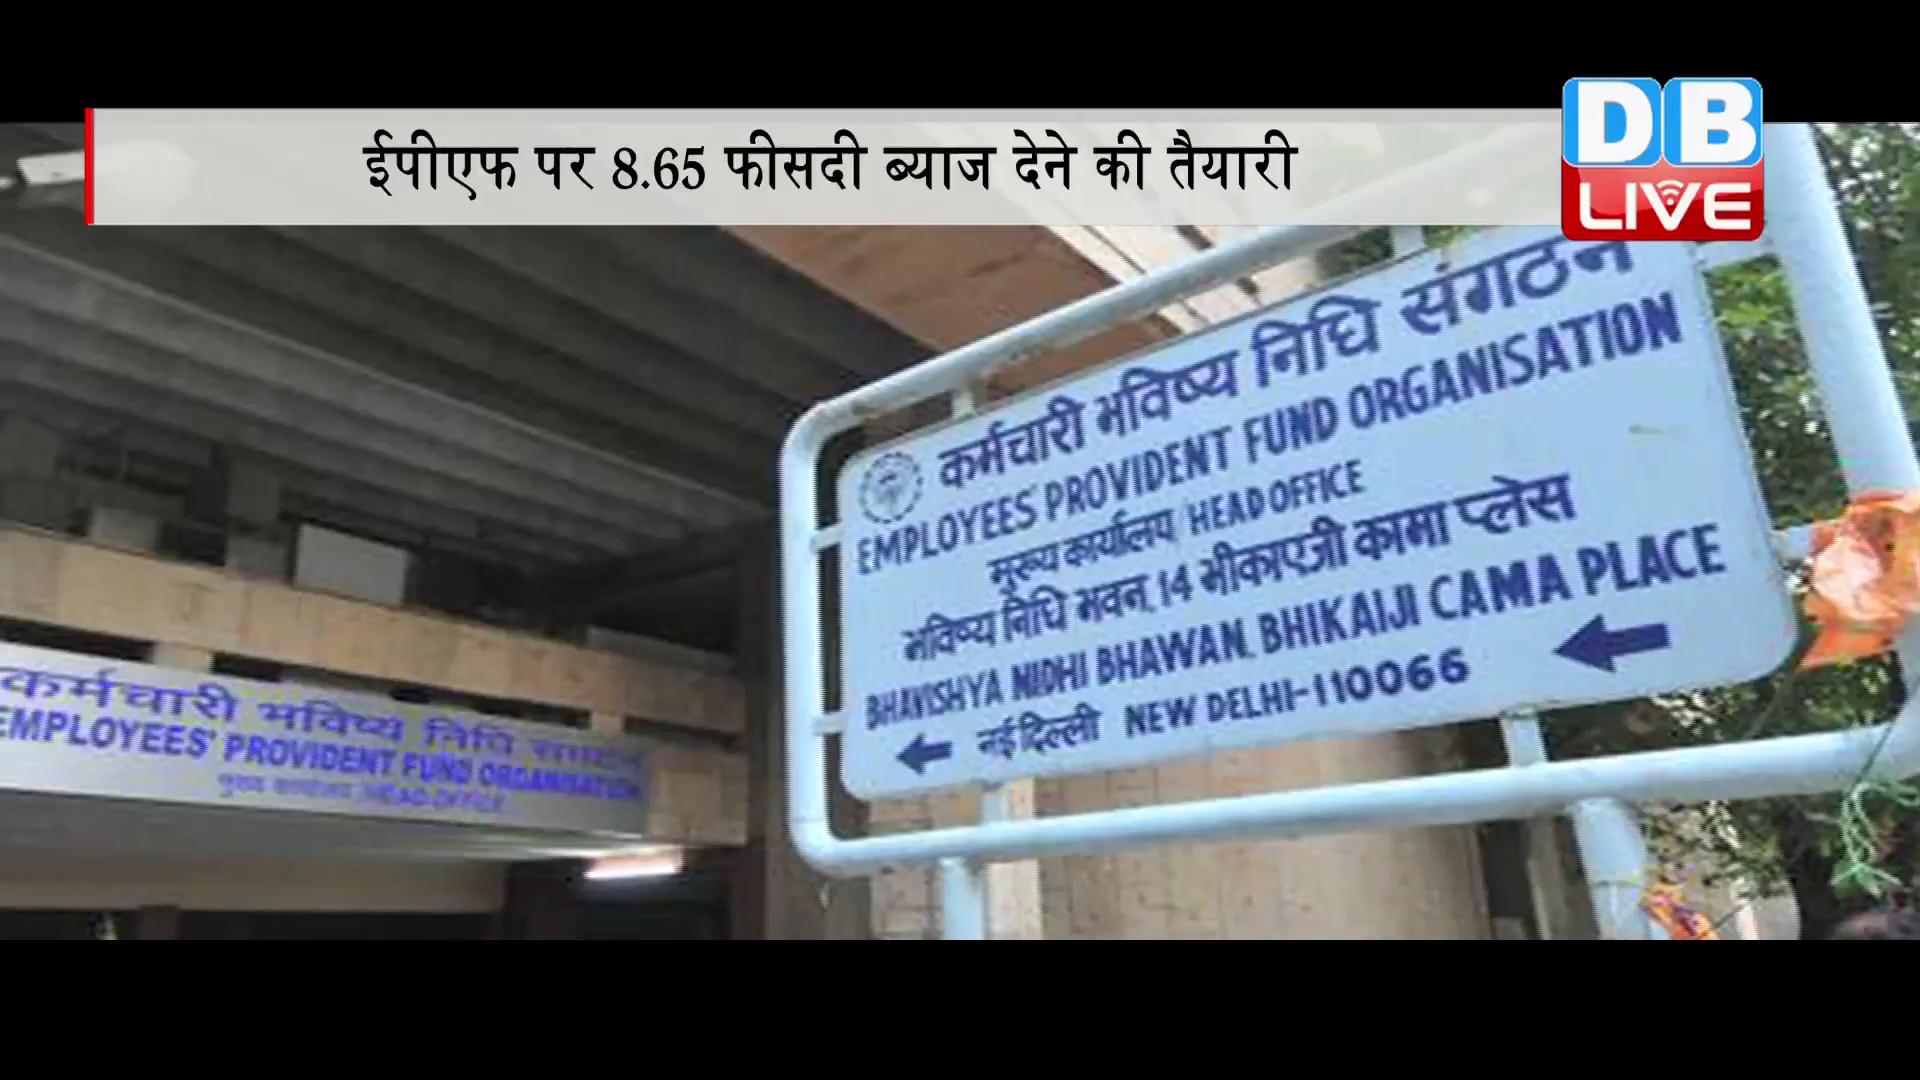 ईपीएफ पर 8.65 फीसदी ब्याज देने की तैयारी
DB
LIVE
कर्मचारी भविष्य निधि संगठन
EMPLOYEES' PROVIDENT FUND ORGANISATION
मुख्य कार्यालय/HEAD OFFICE
भविष्य निधि भवन, 14 भीकाएजी कामा प्लेस
BHAVISHYA NIDHI BHAWAN, BHIKAIJI CAMA PLACE
नई दिल्ली NEW DELHI-110066
कर्मचारी भविष्य निधि
EMPLOYEES' PROVIDENT FUND ORGANISATION
HEAD OFFICE